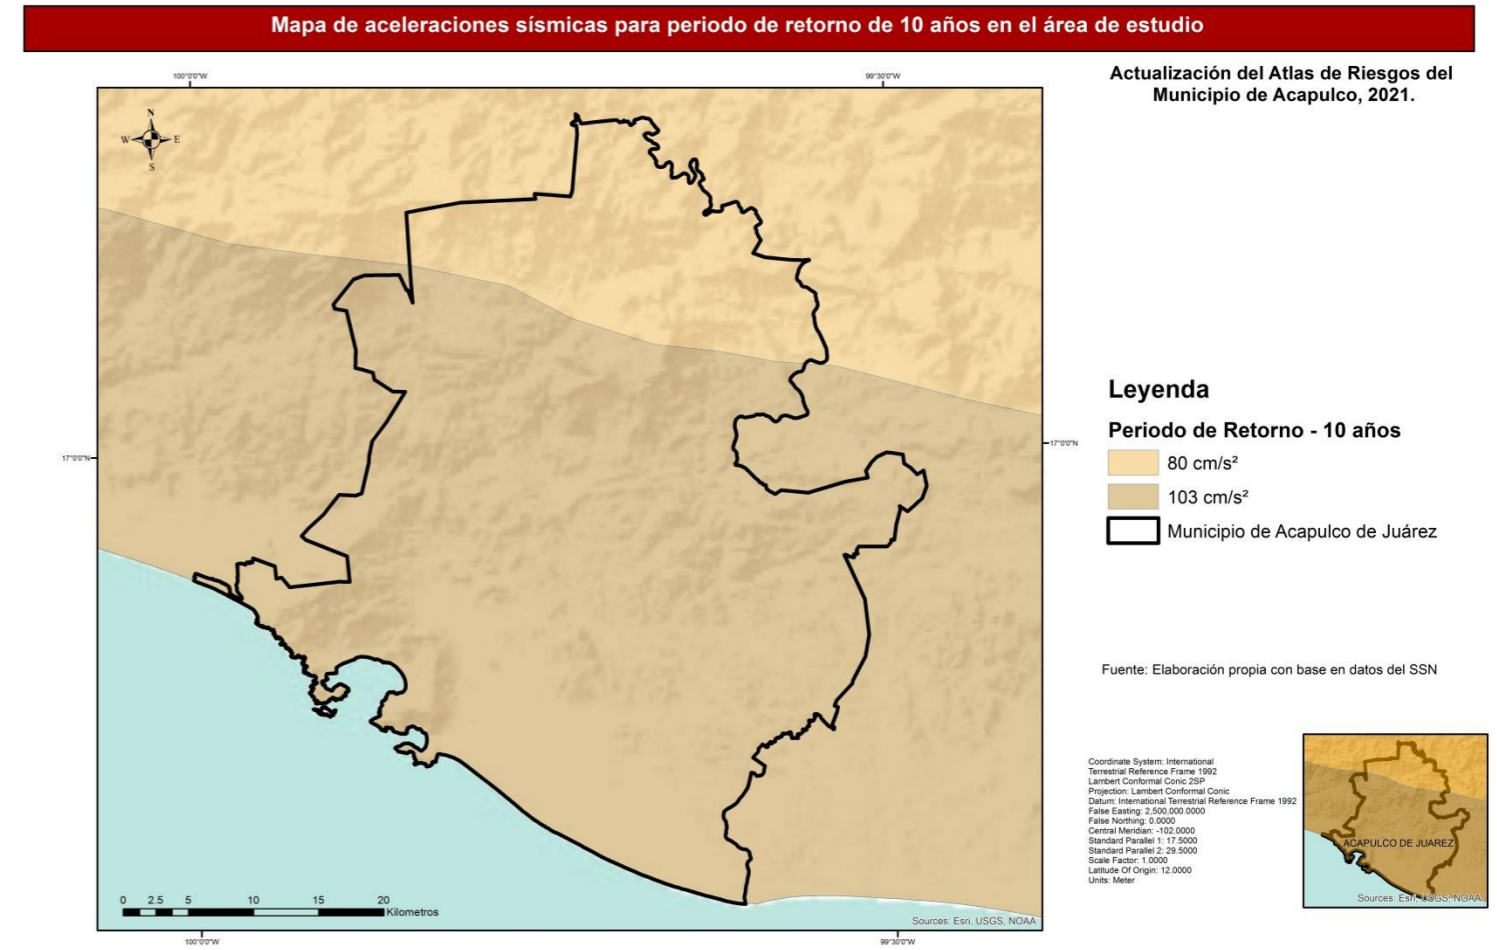 Mapa de aceleraciones sísmicas para periodo de retorno de 10 años en el área de estudio
Actualización del Atlas de Riesgos del
Municipio de Acapulco, 2021.
100°0'0"W
99°30'0"W
N
W
E
S
17°0'0"N
17°0'0"N
Leyenda
Periodo de Retorno - 10 años
80 cm/s²
103 cm/s²
Municipio de Acapulco de Juárez
Fuente: Elaboración propia con base en datos del SSN
Coordinate System: International
Terrestrial Reference Frame 1992
Lambert Conformal Conic 2SP
Projection: Lambert Conformal Conic
Datum: International Terrestrial Reference Frame 1992
False Easting: 2,500,000.0000
False Northing: 0.0000
Central Meridian: -102.0000
Standard Parallel 1: 17.5000
Standard Parallel 2: 29.5000
Scale Factor: 1.0000
Latitude Of Origin: 12.0000
Units: Meter
ACAPULCO DE JUAREZ
Sources: Esri, USGS, NOAA
0 2.5 5 10 15 20
Kilometros
Sources: Esri, USGS, NOAA
100°0'0"W
99°30'0"W